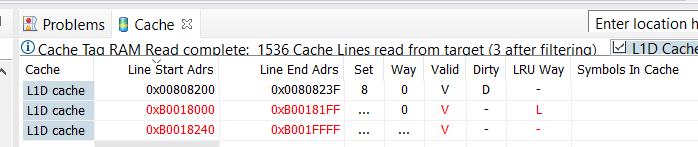 Problems Cache
Enter location h
Cache Tag RAM Read complete: 1536 Cache Lines read from target (3 after filtering) L1D Cache
Cache Line Start Adrs Line End Adrs Set Way Valid Dirty LRU Way Symbols In Cache
L1D cache 0x00808200 0x0080823F 8 0 V D -
L1D cache 0xB0018000 0xB00181FF ... 0 V - L
L1D cache 0xB0018240 0xB001FFFF ... ... V - -